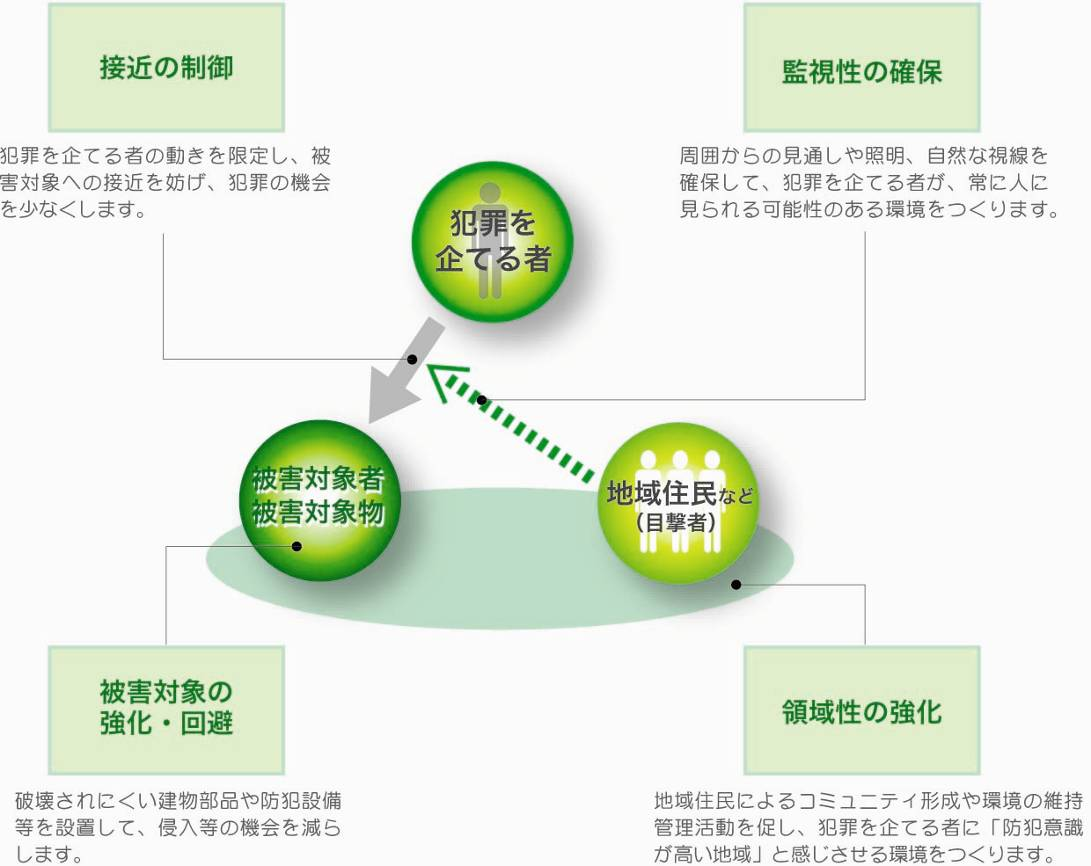 接近の制御
犯罪を企てる者の動きを限定し、被
害対象への接近を妨げ、犯罪の機会
を少なくします。
監視性の確保
周囲からの見通しや照明、自然な視線を
確保して、犯罪を企てる者が、常に人に
見られる可能性のある環境をつくります。
犯罪を
企てる者
被害対象者
被害対象物
地域住民など
(目撃者)
被害対象の
強化・回避
破壊されにくい建物部品や防犯設備
等を設置して、侵入等の機会を減ら
します。
領域性の強化
地域住民によるコミュニティ形成や環境の維持
管理活動を促し、犯罪を企てる者に「防犯意識
が高い地域」と感じさせる環境をつくります。